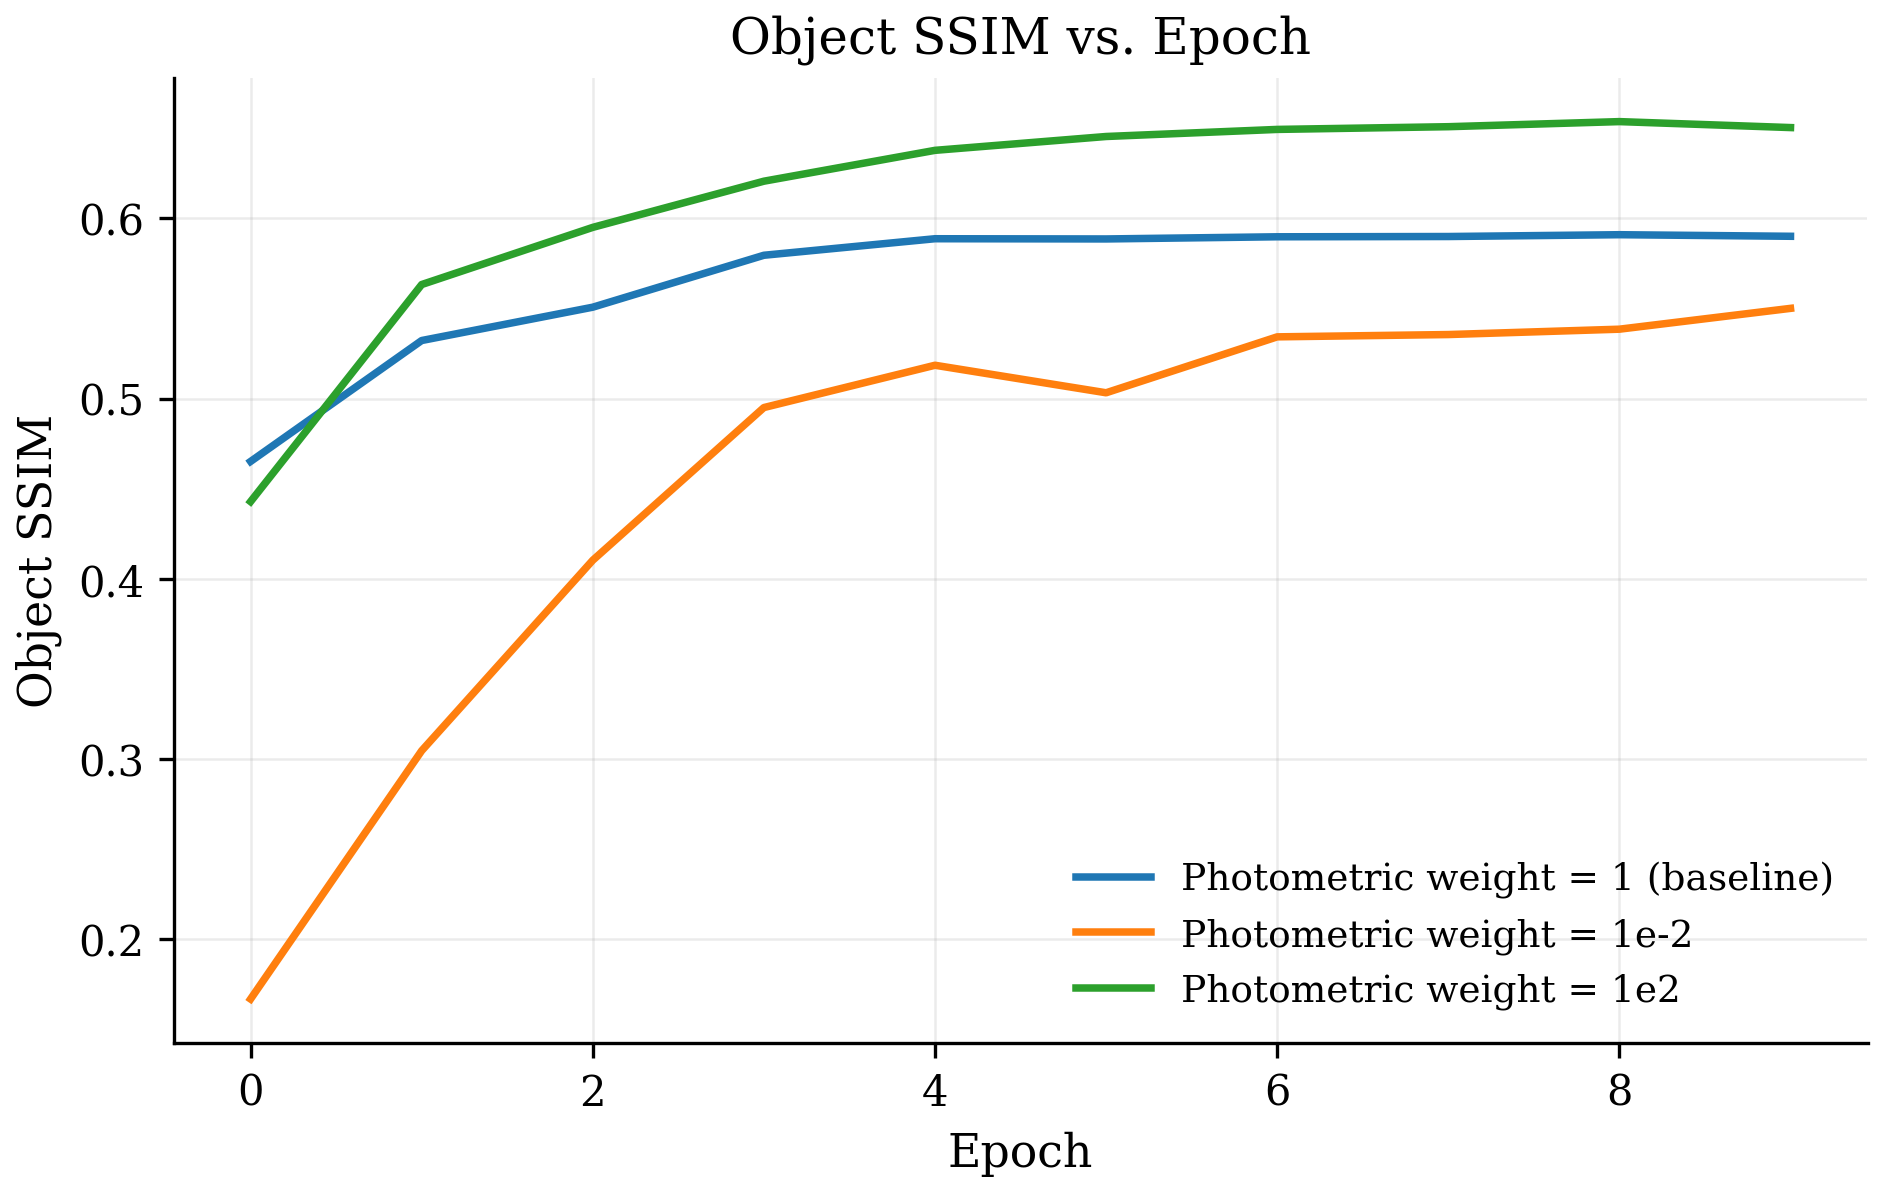 Object SSIM vs. Epoch
Object SSIM
0.6
0.5
0.4
0.3
0.2
Photometric weight = 1 (baseline)
Photometric weight = 1e-2
Photometric weight = 1e2
0 2 4 6 8
Epoch